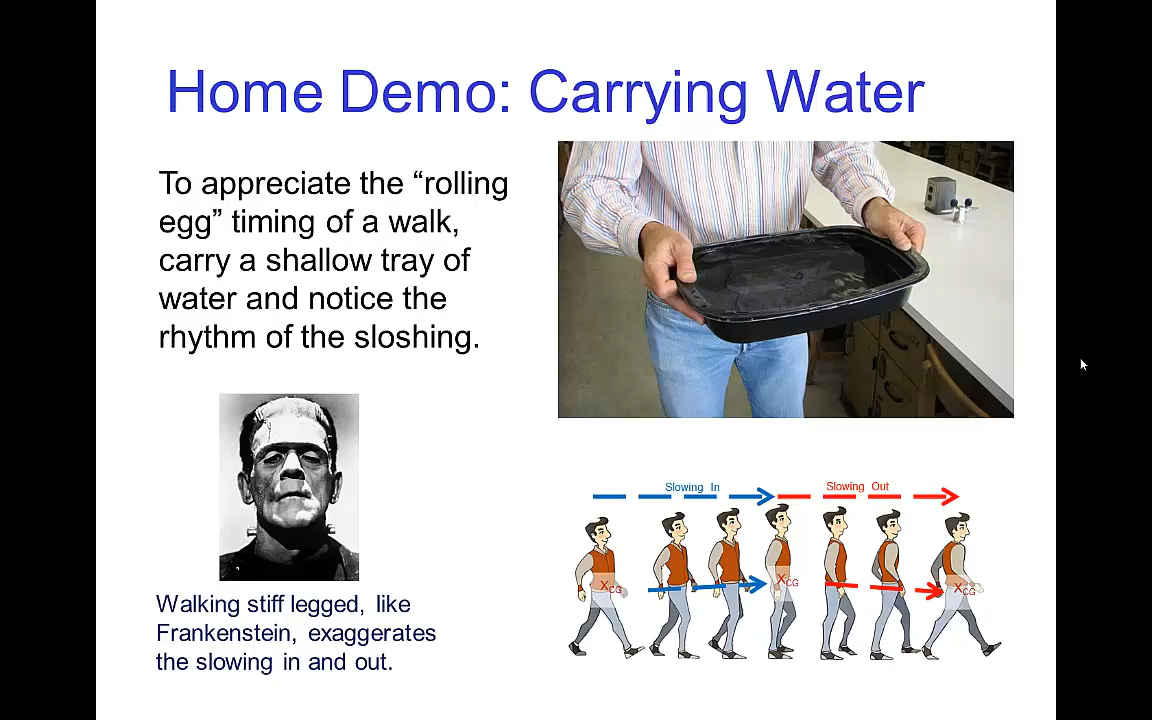 Home Demo: Carrying Water
To appreciate the “rolling
egg” timing of a walk,
carry a shallow tray of
water and notice the
rhythm of the sloshing.
Walking stiff legged, like
Frankenstein, exaggerates
the slowing in and out.
Slowing In
Slowing Out
XCG
XCG
XCG